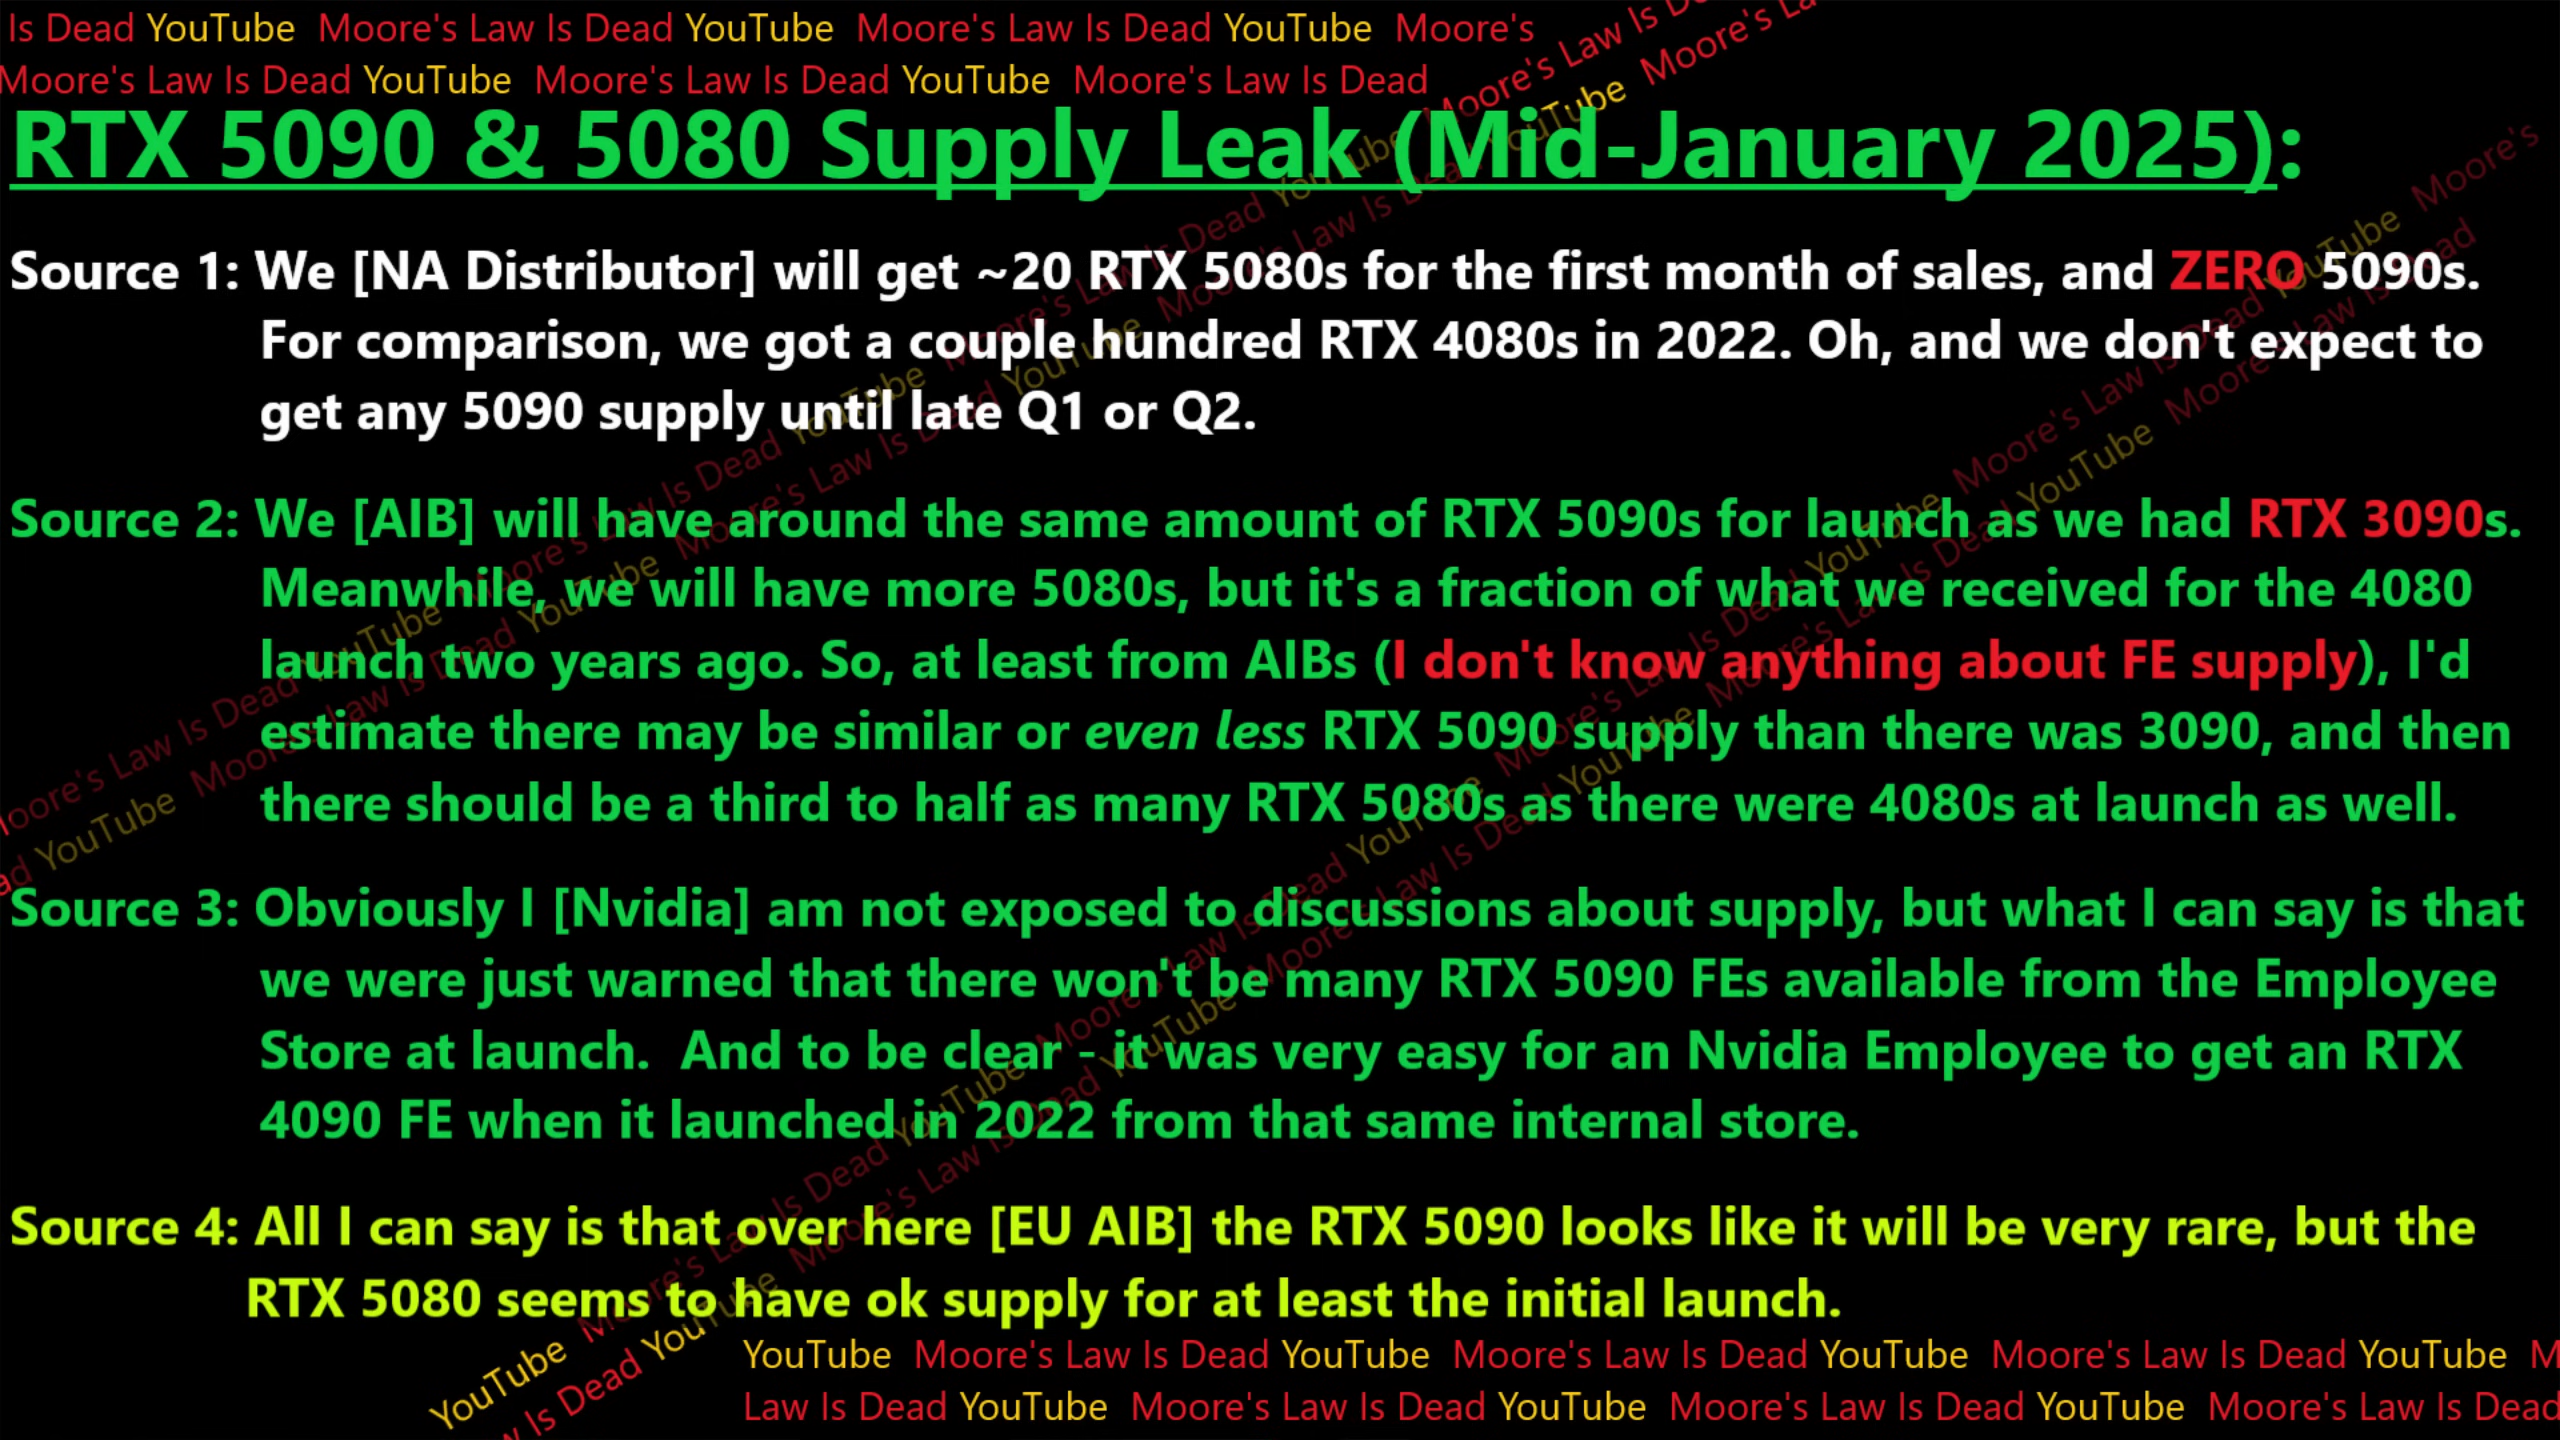 Is Dead YouTube Moore's Law Is Dead YouTube Moore's Law Is Dead YouTube Moore's
Moore's Law Is Dead YouTube Moore's Law Is Dead YouTube Moore's Law Is Dead
RTX 5090 & 5080 Supply Leak (Mid-January 2025):
Source 1: We [NA Distributor] will get ~20 RTX 5080s for the first month of sales, and ZERO 5090s.
For comparison, we got a couple hundred RTX 4080s in 2022. Oh, and we don't expect to
get any 5090 supply until late Q1 or Q2.
Source 2: We [AIB] will have around the same amount of RTX 5090s for launch as we had RTX 3090s.
Meanwhile, we will have more 5080s, but it's a fraction of what we received for the 4080
launch two years ago. So, at least from AIBs (I don't know anything about FE supply), I'd
estimate there may be similar or even less RTX 5090 supply than there was 3090, and then
there should be a third to half as many RTX 5080s as there were 4080s at launch as well.
Source 3: Obviously I [Nvidia] am not exposed to discussions about supply, but what I can say is that
we were just warned that there won't be many RTX 5090 FEs available from the Employee
Store at launch. And to be clear - it was very easy for an Nvidia Employee to get an RTX
4090 FE when it launched in 2022 from that same internal store.
Source 4: All I can say is that over here [EU AIB] the RTX 5090 looks like it will be very rare, but the
RTX 5080 seems to have ok supply for at least the initial launch.
YouTube Moore's Law Is Dead YouTube Moore's Law Is Dead YouTube Moore's Law Is Dead YouTube M
Law Is Dead YouTube Moore's Law Is Dead YouTube Moore's Law Is Dead YouTube Moore's Law Is Dead